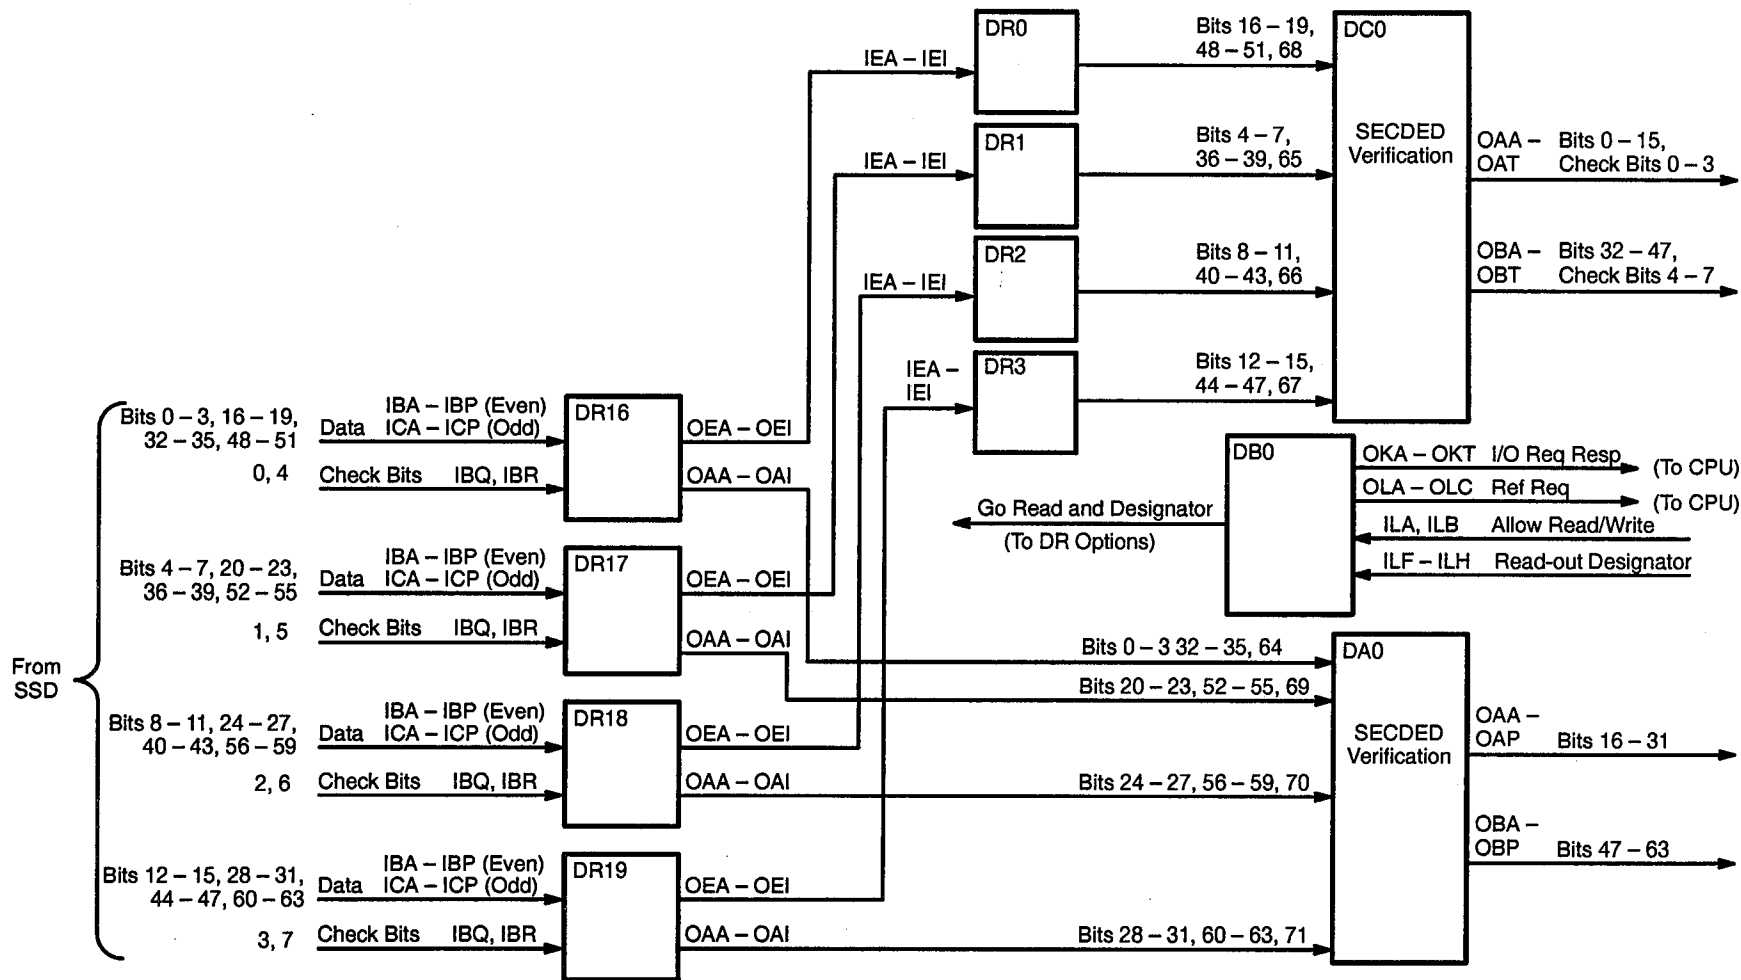 DR0
IEA – IEI
Bits 16 – 19,
48 – 51, 68
DC0
SECDED
Verification
DR1
IEA – IEI
Bits 4 – 7,
36 – 39, 65
OAA – Bits 0 – 15,
OAT Check Bits 0 – 3
DR2
IEA – IEI
Bits 8 – 11,
40 – 43, 66
OBA – Bits 32 – 47,
OBT Check Bits 4 – 7
DR3
IEA –
IEI
Bits 12 – 15,
44 – 47, 67
DB0
OKA – OKT I/O Req Resp (To CPU)
OLA – OLC Ref Req (To CPU)
ILA, ILB Allow Read/Write
ILF – ILH Read-out Designator
Go Read and Designator
(To DR Options)
From
SSD
Bits 0 – 3, 16 – 19,
32 – 35, 48 – 51
Data
IBA – IBP (Even)
ICA – ICP (Odd)
DR16
OEA – OEI
0, 4 Check Bits IBQ, IBR
OAA – OAI
Bits 4 – 7, 20 – 23,
36 – 39, 52 – 55
Data
IBA – IBP (Even)
ICA – ICP (Odd)
DR17
OEA – OEI
1, 5 Check Bits IBQ, IBR
OAA – OAI
Bits 8 – 11, 24 – 27,
40 – 43, 56 – 59
Data
IBA – IBP (Even)
ICA – ICP (Odd)
DR18
OEA – OEI
2, 6 Check Bits IBQ, IBR
OAA – OAI
Bits 12 – 15, 28 – 31,
44 – 47, 60 – 63
Data
IBA – IBP (Even)
ICA – ICP (Odd)
DR19
OEA – OEI
3, 7 Check Bits IBQ, IBR
OAA – OAI
Bits 0 – 3 32 – 35, 64
Bits 20 – 23, 52 – 55, 69
Bits 24 – 27, 56 – 59, 70
Bits 28 – 31, 60 – 63, 71
DA0
SECDED
Verification
OAA –
OAP Bits 16 – 31
OBA –
OBP Bits 47 – 63